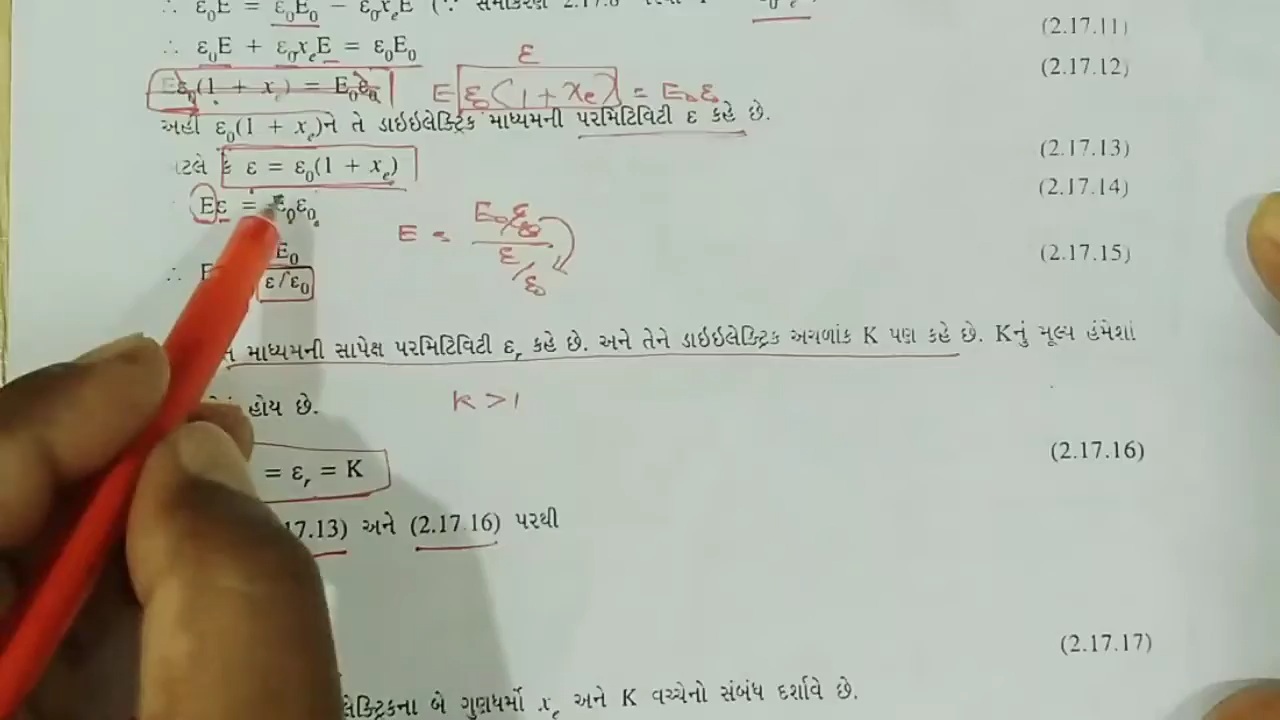 ∴ ε₀E = ε₀E₀ − ε₀xₑE (∵ સમીકરણ
(2.17.11)
∴ ε₀E + ε₀xₑE = ε₀E₀
ε
(2.17.12)
Eε₀(1 + xₑ) = E₀ε₀ E ε₀(1 + xₑ) = E₀ε₀
અહીં ε₀(1 + xₑ)ને તે ડાઇઇલેક્ટ્રિક માધ્યમની પરમિટિવિટી ε કહે છે.
એટલે કે ε = ε₀(1 + xₑ) (2.17.13)
Eε = E₀ε₀ (2.17.14)
E = E₀ε₀ / ε / ε₀
∴ E E₀ (2.17.15)
ε/ε₀
માધ્યમની સાપેક્ષ પરમિટિવિટી εᵣ કહે છે. અને તેને ડાઇઇલેક્ટ્રિક અચળાંક K પણ કહે છે. Kનું મૂલ્ય હંમેશાં
હોય છે. K > 1
= εᵣ = K (2.17.16)
17.13) અને (2.17.16) પરથી
(2.17.17)
લેક્ટ્રિકના બે ગુણધર્મો xₑ અને K વચ્ચેનો સંબંધ દર્શાવે છે.